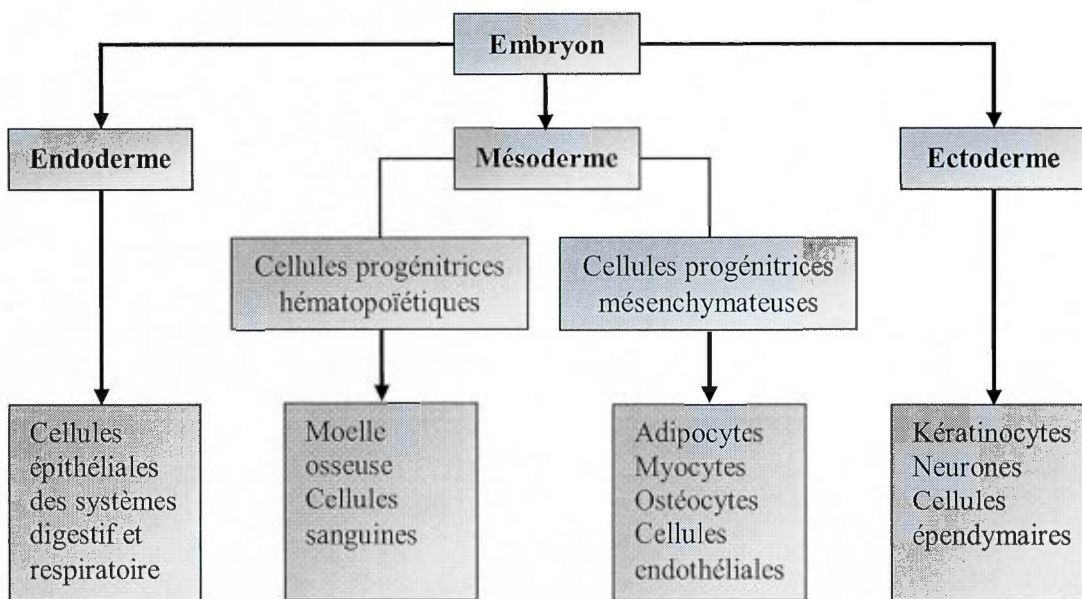 Embryon
Endoderme
Mésoderme
Ectoderme
Cellules progénitrices
hématopoïétiques
Cellules progénitrices
mésenchymateuses
Cellules
épithéliales
des systèmes
digestif et
respiratoire
Moelle
osseuse
Cellules
sanguines
Adipocytes
Myocytes
Ostéocytes
Cellules
endothéliales
Kératinocytes
Neurones
Cellules
épendymaires